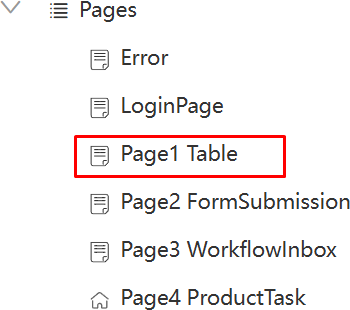 Pages
Error
LoginPage
Page1 Table
Page2 FormSubmission
Page3 WorkflowInbox
Page4 ProductTask